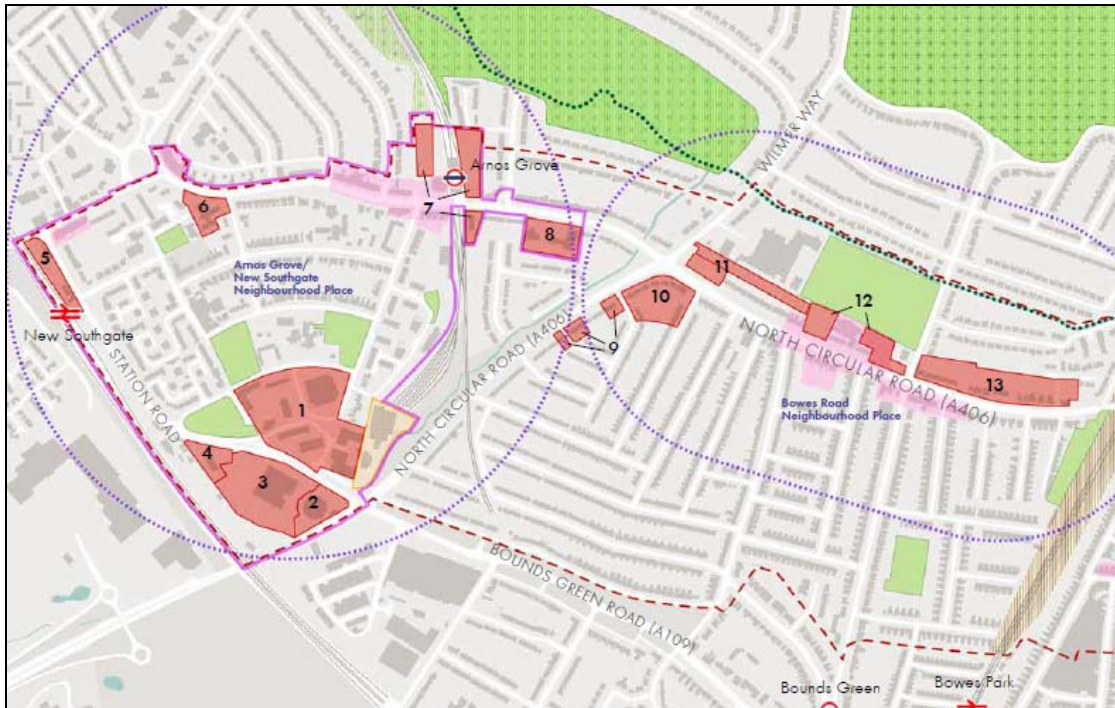 WILMER WAY
Arnos Grove
6
7
8
5
Arnos Grove/
New Southgate
Neighbourhood Place
11
12
10
New Southgate
9
NORTH CIRCULAR ROAD (A406)
NORTH CIRCULAR ROAD (A406)
13
STATION ROAD
1
Bowes Road
Neighbourhood Place
4
3
2
BOUNDS GREEN ROAD (A109)
Bounds Green
Bowes Park